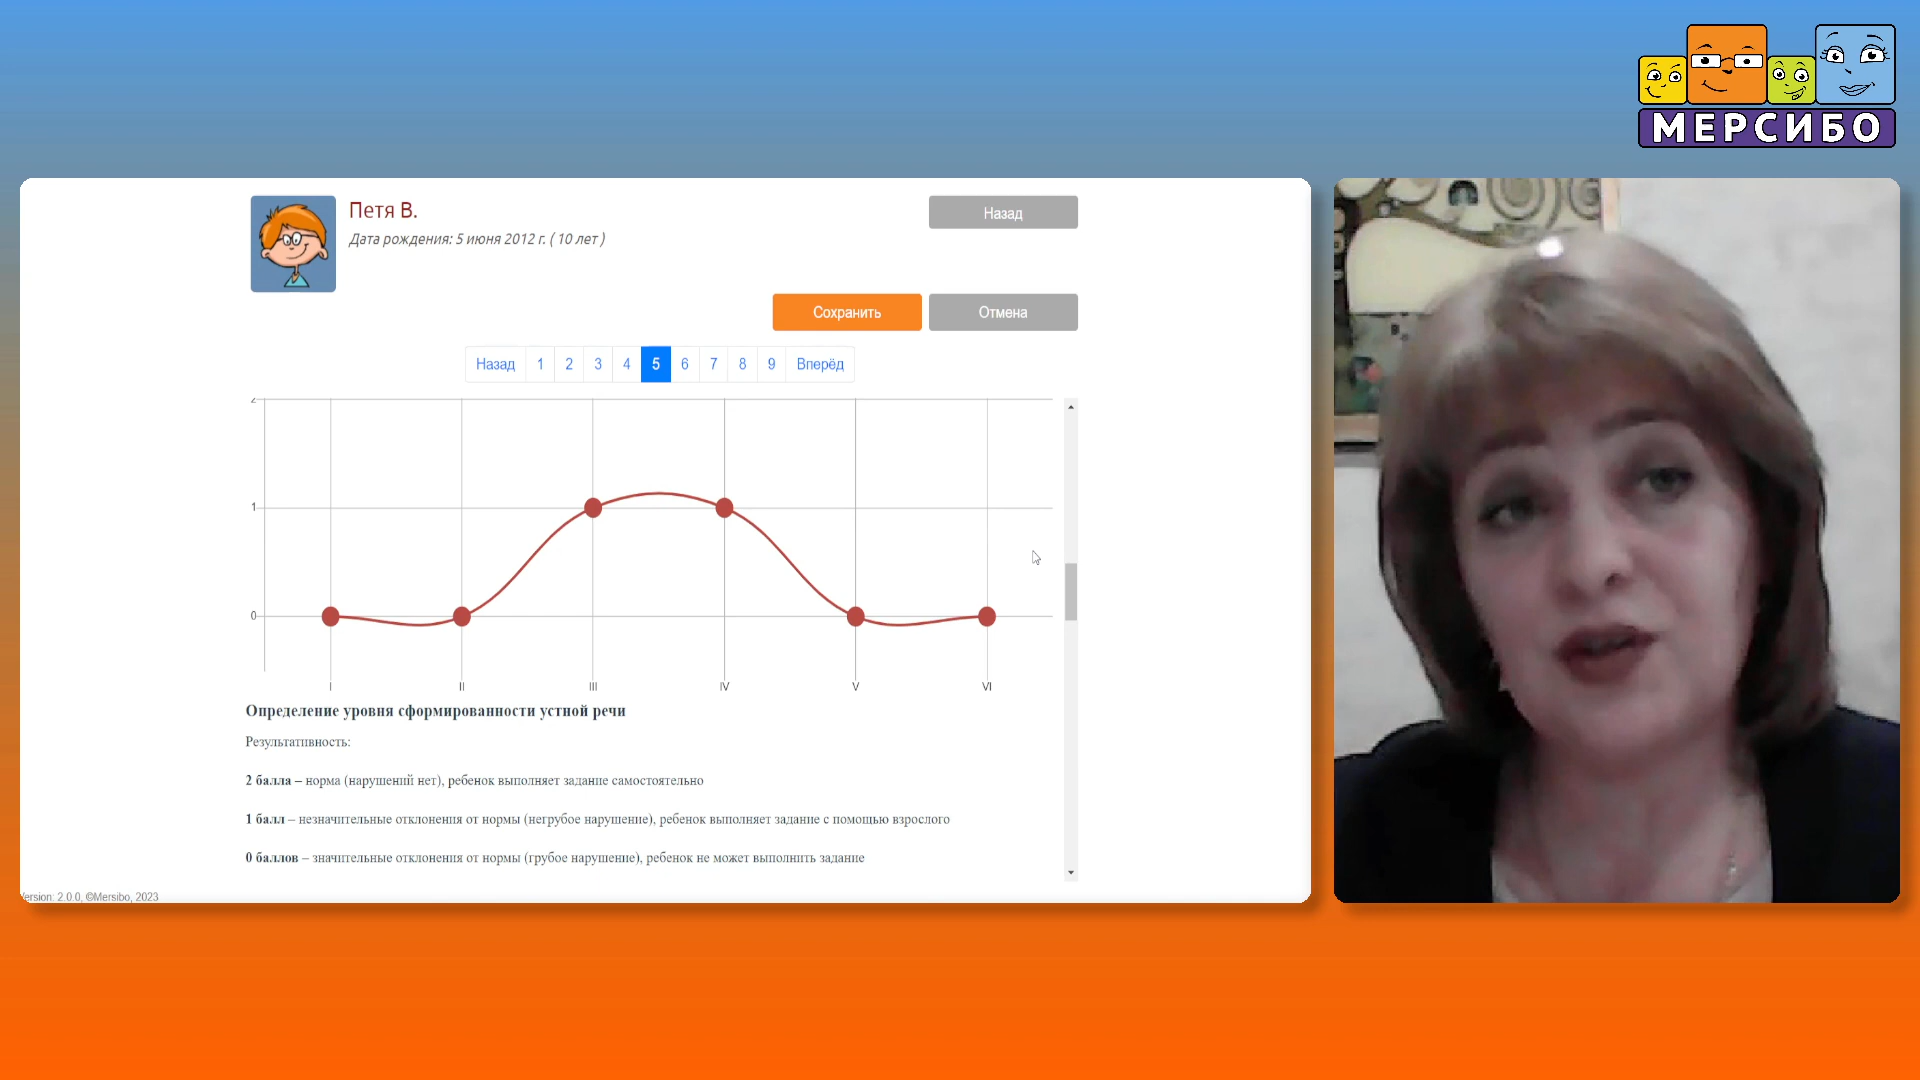 МЕРСИБО
Петя В.
Назад
Дата рождения: 5 июня 2012 г. ( 10 лет )
Сохранить
Отмена
Назад 1 2 3 4 5 6 7 8 9 Вперёд
2
1
0
I II III IV V VI
Определение уровня сформированности устной речи
Результативность:
2 балла – норма (нарушений нет), ребенок выполняет задание самостоятельно
1 балл – незначительные отклонения от нормы (негрубое нарушение), ребенок выполняет задание с помощью взрослого
0 баллов – значительные отклонения от нормы (грубое нарушение), ребенок не может выполнить задание
ersion: 2.0.0, ©Mersibo, 2023